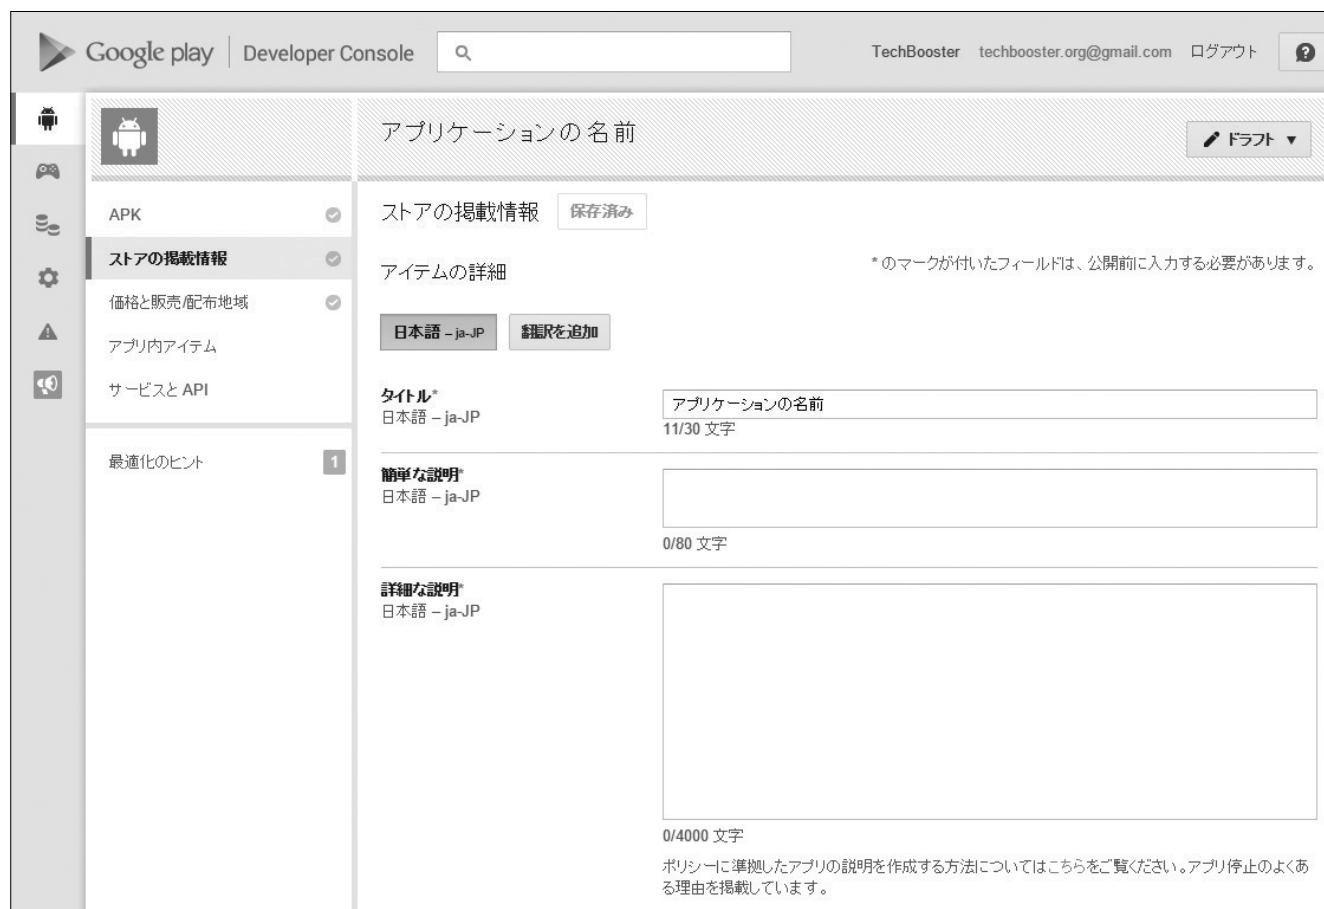 Google play Developer Console
TechBooster techbooster.org@gmail.com ログアウト
アプリケーションの名前
ドラフト
APK
ストアの掲載情報
価格と販売/配布地域
アプリ内アイテム
サービスと API
最適化のヒント 1
ストアの掲載情報 保存済み
アイテムの詳細
* のマークが付いたフィールドは、公開前に入力する必要があります。
日本語 – ja-JP 翻訳を追加
タイトル*
日本語 – ja-JP
アプリケーションの名前
11/30 文字
簡単な説明*
日本語 – ja-JP
0/80 文字
詳細な説明*
日本語 – ja-JP
0/4000 文字
ポリシーに準拠したアプリの説明を作成する方法についてはこちらをご覧ください。アプリ停止のよくあ
る理由を掲載しています。